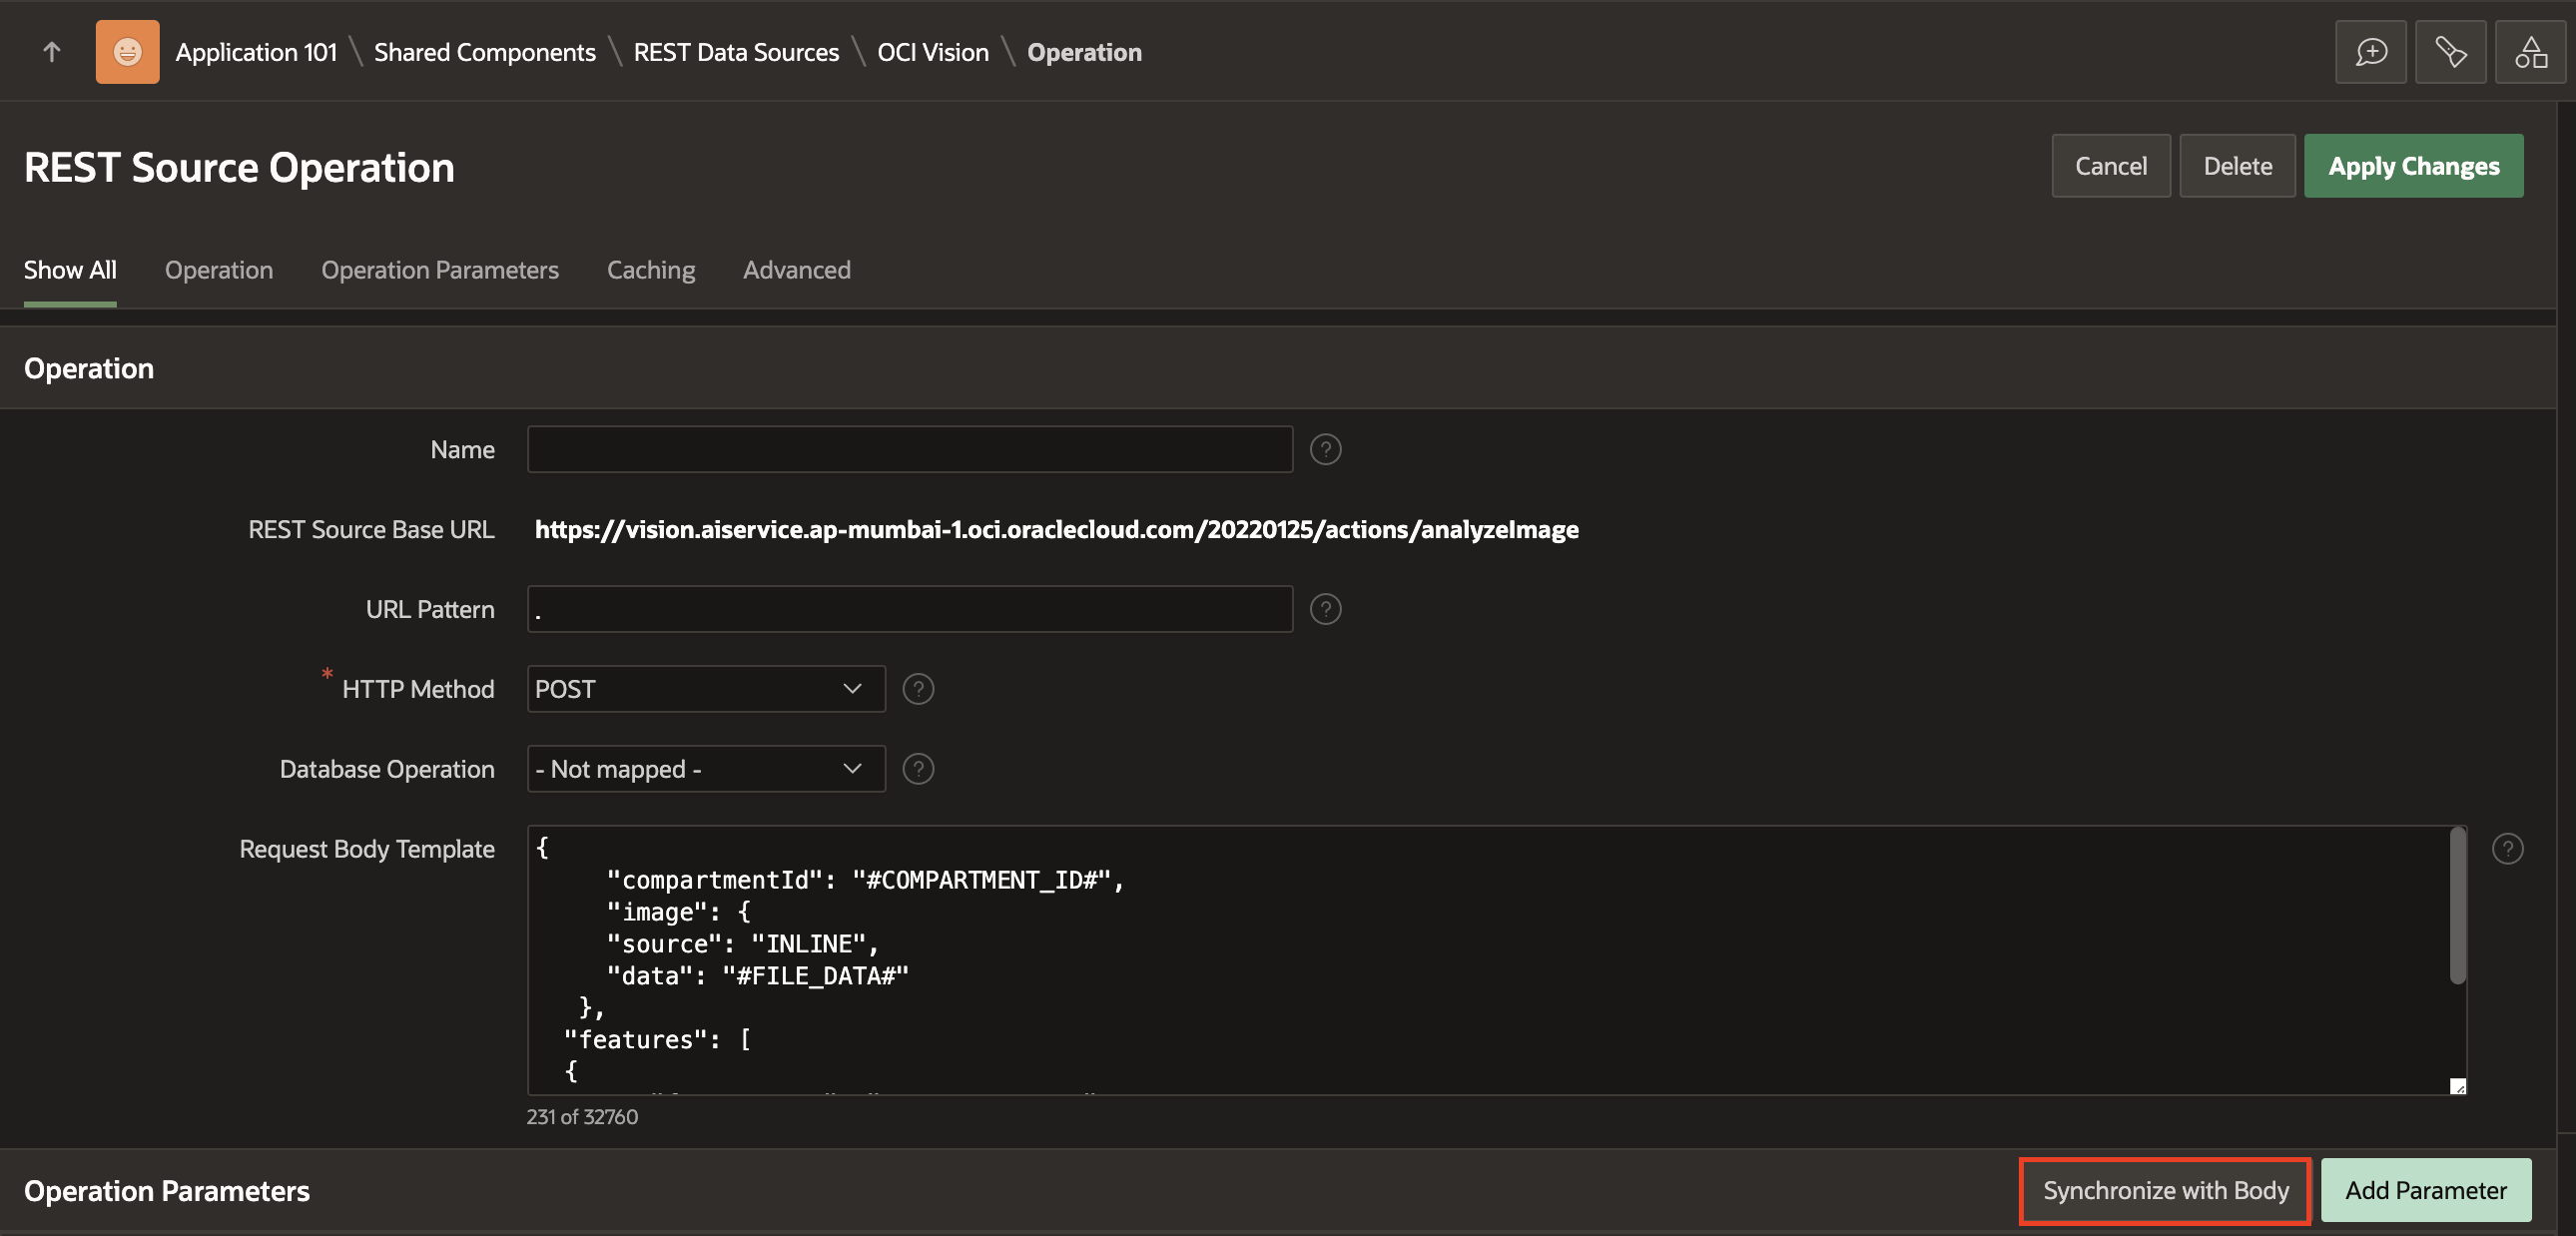 Application 101 \ Shared Components \ REST Data Sources \ OCI Vision \ Operation
REST Source Operation
Cancel
Delete
Apply Changes
Show All
Operation
Operation Parameters
Caching
Advanced
Operation
Name
REST Source Base URL
https://vision.aiservice.ap-mumbai-1.oci.oraclecloud.com/20220125/actions/analyzeImage
URL Pattern
.
* HTTP Method
POST
Database Operation
- Not mapped -
Request Body Template
{
"compartmentId": "#COMPARTMENT_ID#",
"image": {
"source": "INLINE",
"data": "#FILE_DATA#"
},
"features": [
{
231 of 32760
Operation Parameters
Synchronize with Body
Add Parameter